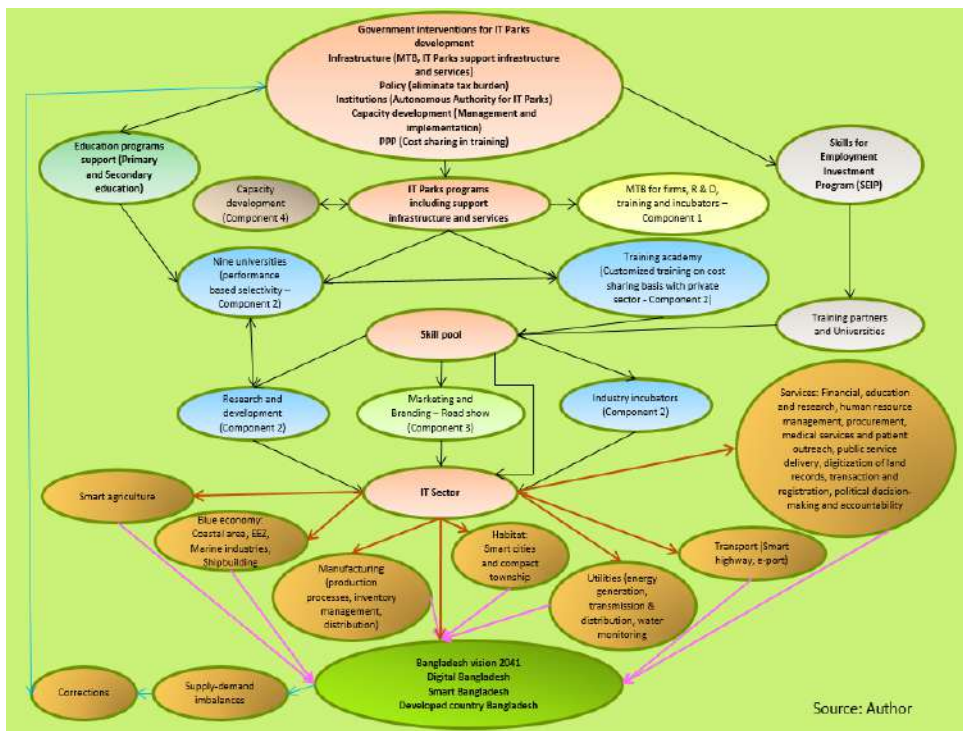 Government interventions for IT Parks
development
Infrastructure (MTB, IT Parks support infrastructure
and services)
Policy (eliminate tax burden)
Institutions (Autonomous Authority for IT Parks)
Capacity development (Management and
implementation)
PPP (Cost sharing in training)
Education programs
support (Primary
and Secondary
education)
Skills for
Employment
Investment
Program (SEIP)
Capacity
development
(Component 4)
IT Parks programs
including support
infrastructure and services
MTB for firms, R & D,
training and incubators –
Component 1
Nine universities
(performance
based selectivity –
Component 2)
Training academy
(Customized training on cost
sharing basis with private
sector - Component 2)
Training partners
and Universities
Skill pool
Research and
development
(Component 2)
Marketing and
Branding – Road show
(Component 3)
Industry incubators
(Component 2)
Services: Financial, education
and research, human resource
management, procurement,
medical services and patient
outreach, public service
delivery, digitization of land
records, transaction and
registration, political decision-
making and accountability
IT Sector
Smart agriculture
Blue economy:
Coastal area, EEZ,
Marine industries,
Shipbuilding
Manufacturing
(production
processes, inventory
management,
distribution)
Habitat:
Smart cities
and compact
township
Utilities (energy
generation,
transmission &
distribution, water
monitoring
Transport (Smart
highway, e-port)
Bangladesh vision 2041
Digital Bangladesh
Smart Bangladesh
Developed country Bangladesh
Supply-demand
imbalances
Corrections
Source: Author